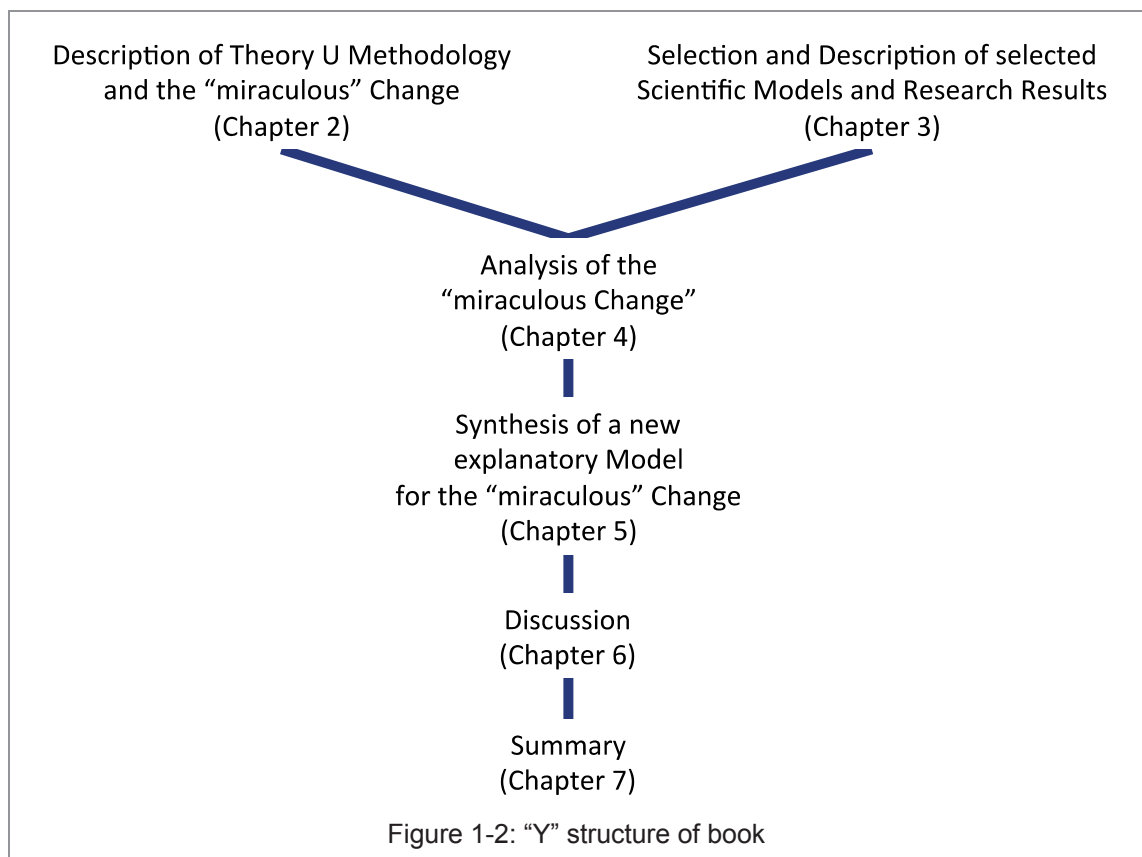 Description of Theory U Methodology
and the “miraculous” Change
(Chapter 2)
Selection and Description of selected
Scientific Models and Research Results
(Chapter 3)
Analysis of the
“miraculous Change”
(Chapter 4)
Synthesis of a new
explanatory Model
for the “miraculous” Change
(Chapter 5)
Discussion
(Chapter 6)
Summary
(Chapter 7)
Figure 1-2: “Y” structure of book